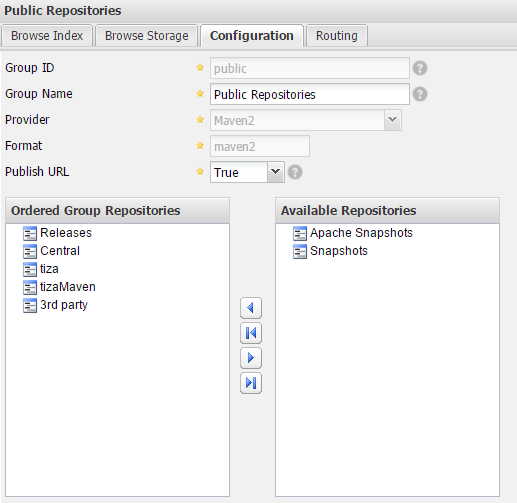 Public Repositories
Browse Index Browse Storage Configuration Routing
Group ID public ?
Group Name Public Repositories ?
Provider Maven2
Format maven2
Publish URL True ?
Ordered Group Repositories Available Repositories
Releases Apache Snapshots
Central Snapshots
tiza
tizaMaven
3rd party